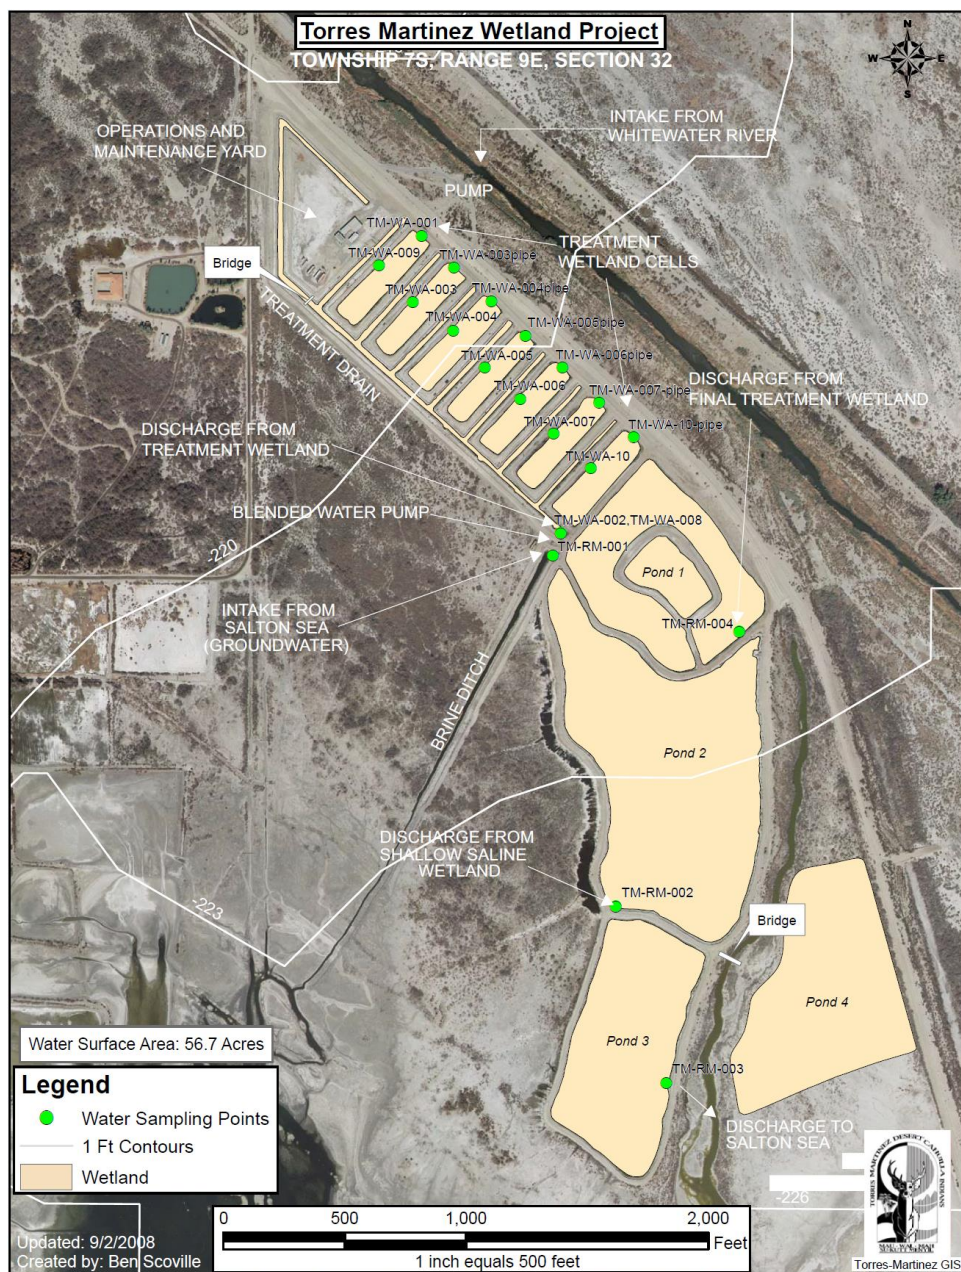 Torres Martinez Wetland Project
TOWNSHIP 7S, RANGE 9E, SECTION 32
N
W
E
S
OPERATIONS AND
MAINTENANCE YARD
INTAKE FROM
WHITEWATER RIVER
PUMP
TM-WA-001
TREATMENT
WETLAND CELLS
TM-WA-009
TM-WA-003pipe
Bridge
TM-WA-003
TM-WA-004pipe
TREATMENT DRAIN
TM-WA-004
TM-WA-005pipe
TM-WA-005
TM-WA-006pipe
DISCHARGE FROM
FINAL TREATMENT WETLAND
TM-WA-006
TM-WA-007-pipe
DISCHARGE FROM
TREATMENT WETLAND
TM-WA-007
TM-WA-10-pipe
TM-WA-10
BLENDED WATER PUMP
TM-WA-002,TM-WA-008
TM-RM-001
-220
Pond 1
INTAKE FROM
SALTON SEA
(GROUNDWATER)
TM-RM-004
BRINE DITCH
Pond 2
DISCHARGE FROM
SHALLOW SALINE
WETLAND
TM-RM-002
-223
Bridge
Pond 4
Pond 3
Water Surface Area: 56.7 Acres
TM-RM-003
DISCHARGE TO
SALTON SEA
Legend
Water Sampling Points
1 Ft Contours
Wetland
-226
TORRES MARTINEZ DESERT CAHUILLA INDIANS
0
500
1,000
2,000
Feet
1 inch equals 500 feet
Updated: 9/2/2008
Created by: Ben Scoville
Torres-Martinez GIS